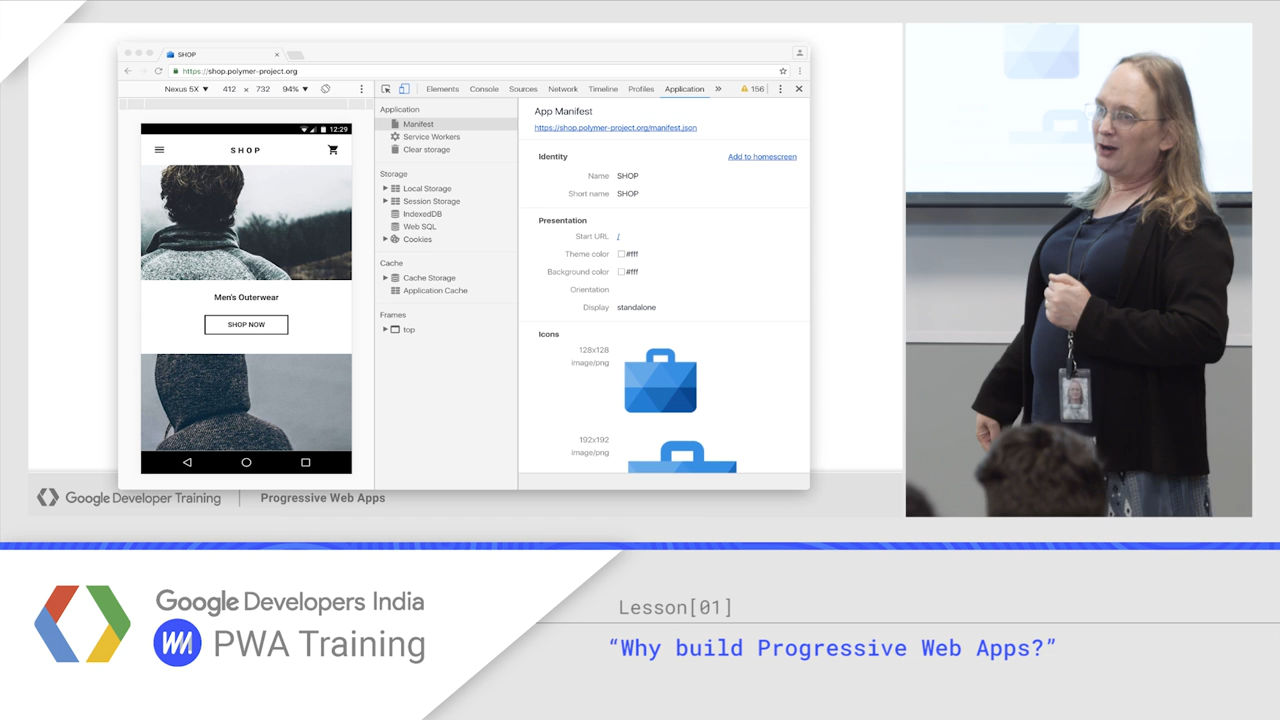 SHOP
https://shop.polymer-project.org
Nexus 5X ▼ 412 × 732 94% ▼
Elements Console Sources Network Timeline Profiles Application » 156
Application
Manifest
Service Workers
Clear storage
Storage
Local Storage
Session Storage
IndexedDB
Web SQL
Cookies
Cache
Cache Storage
Application Cache
Frames
top
12:29
SHOP
Men's Outerwear
SHOP NOW
App Manifest
https://shop.polymer-project.org/manifest.json
Identity Add to homescreen
Name SHOP
Short name SHOP
Presentation
Start URL /
Theme color #fff
Background color #fff
Orientation
Display standalone
Icons
128x128
image/png
192x192
image/png
Google Developer Training | Progressive Web Apps
Google Developers India
PWA Training
Lesson[01]
“Why build Progressive Web Apps?”